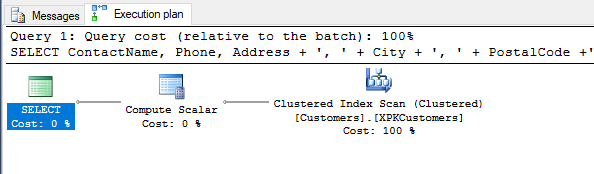 Messages Execution plan
Query 1: Query cost (relative to the batch): 100%
SELECT ContactName, Phone, Address + ', ' + City + ', ' + PostalCode +'
SELECT
Cost: 0 %
Compute Scalar
Cost: 0 %
Clustered Index Scan (Clustered)
[Customers].[XPKCustomers]
Cost: 100 %